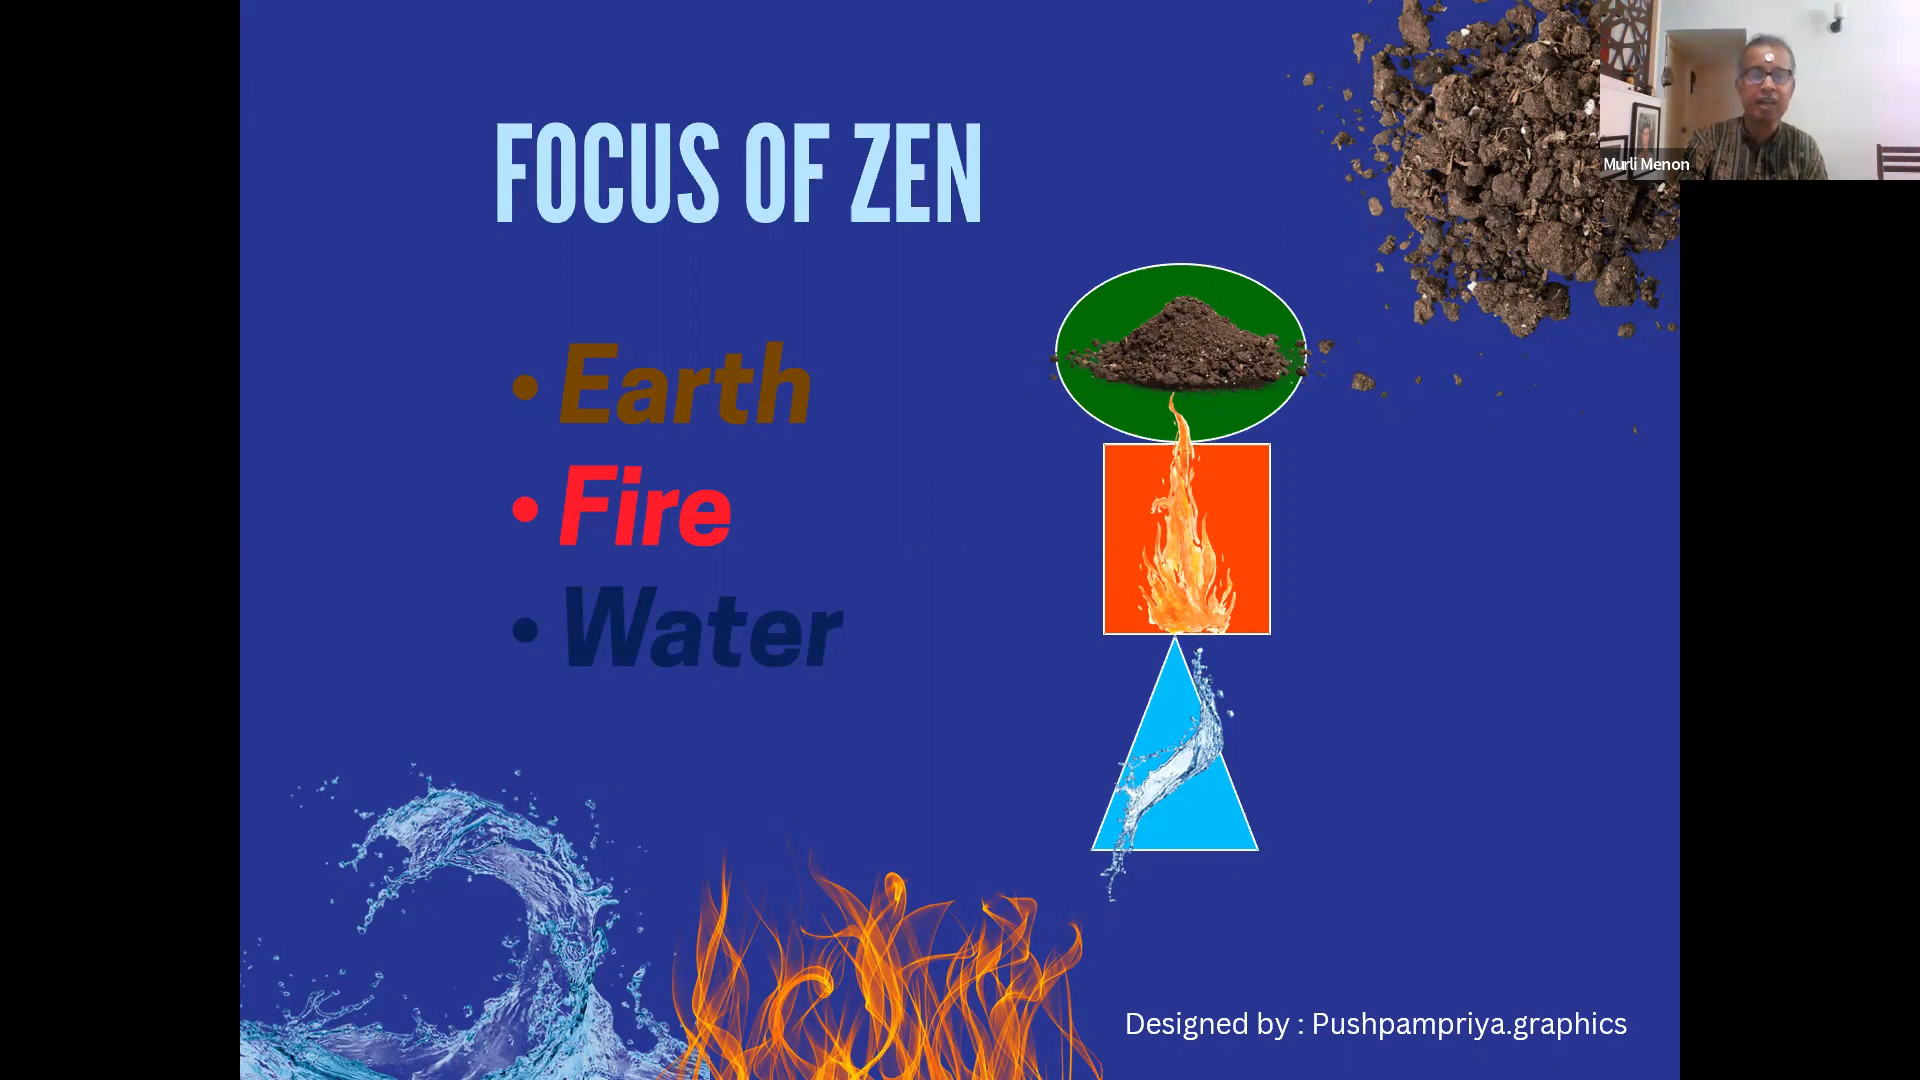 FOCUS OF ZEN
Murli Menon
• Earth
• Fire
• Water
Designed by : Pushpampriya.graphics